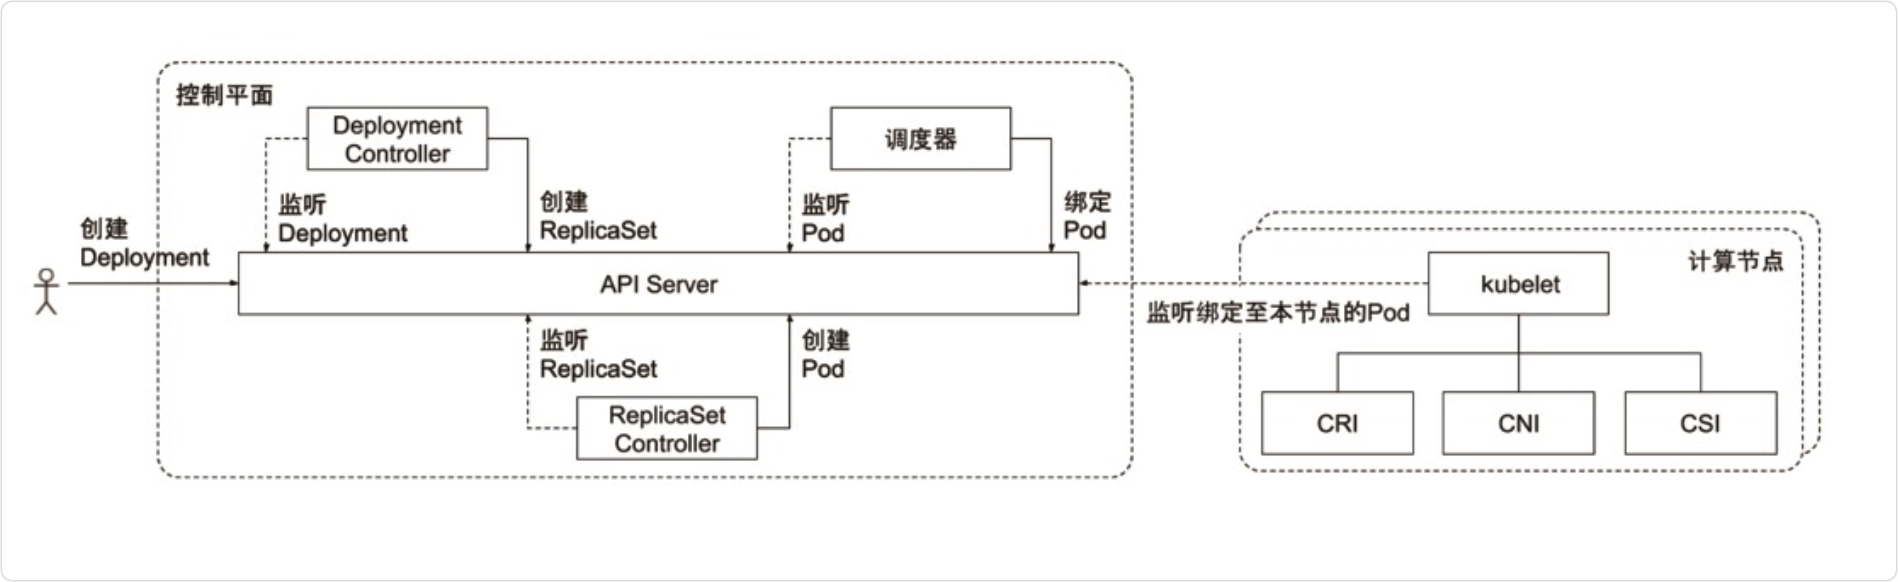 控制平面
Deployment
Controller
调度器
监听
Deployment
创建
ReplicaSet
监听
Pod
绑定
Pod
创建
Deployment
API Server
监听
ReplicaSet
创建
Pod
ReplicaSet
Controller
计算节点
kubelet
监听绑定至本节点的Pod
CRI
CNI
CSI